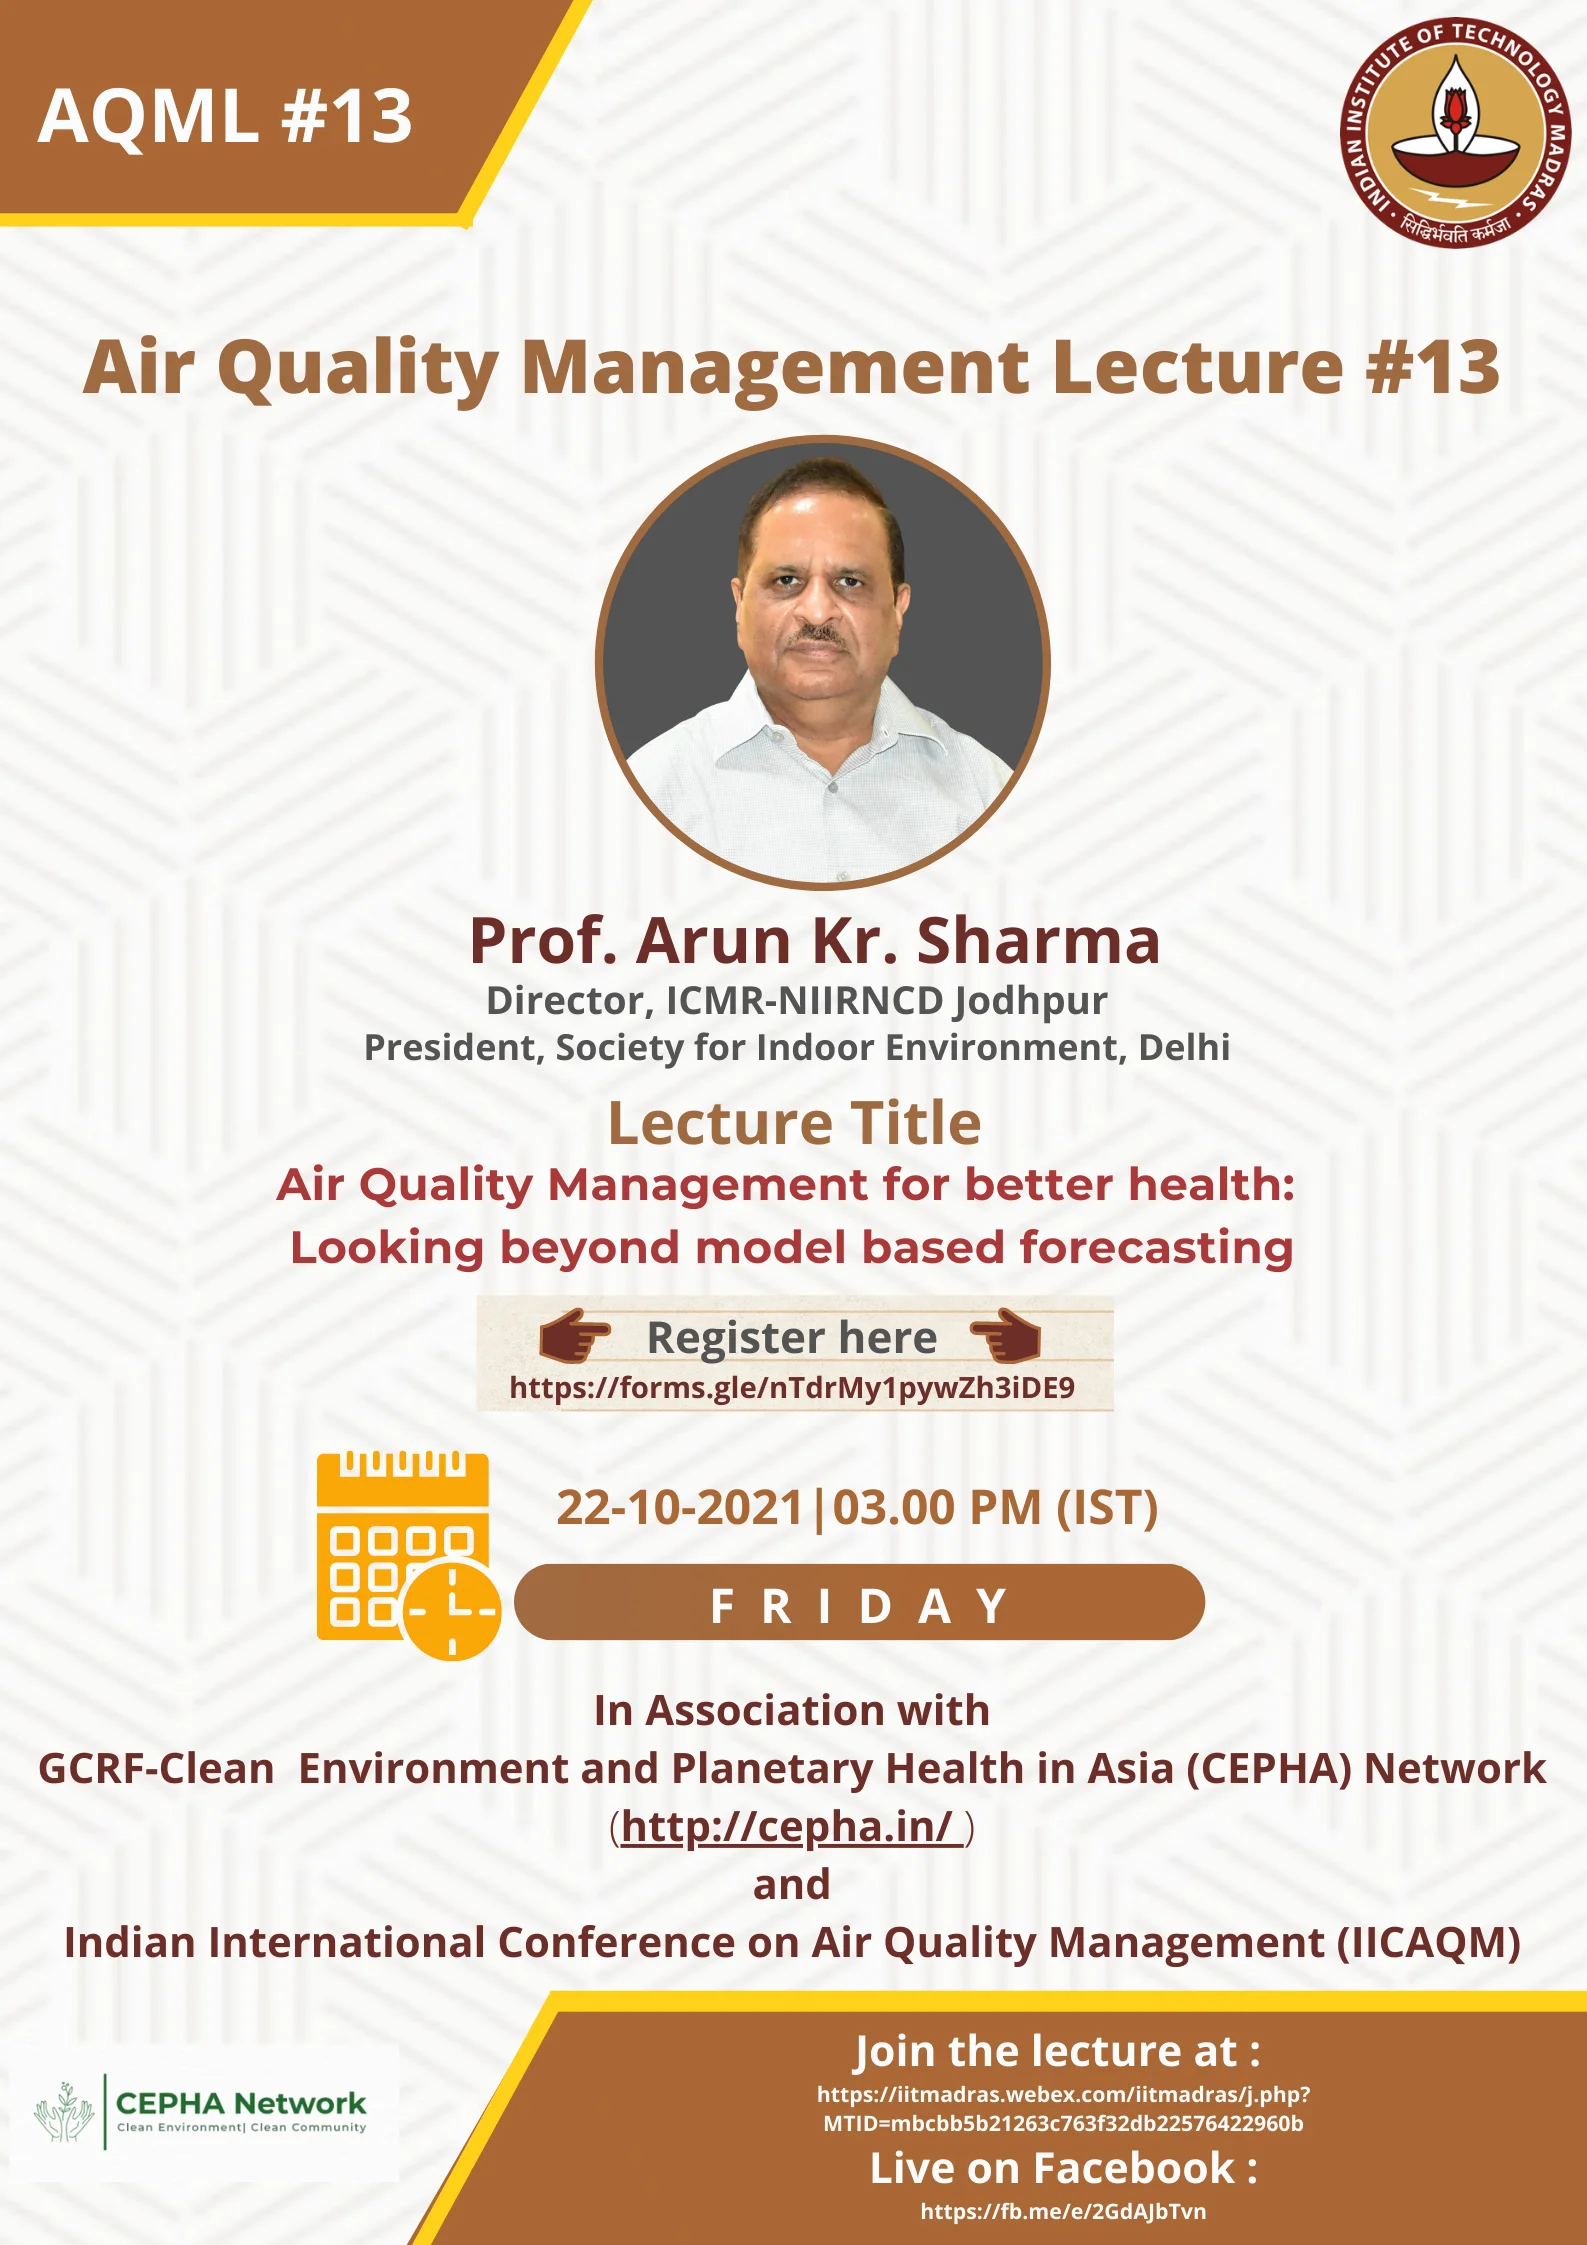 AQML #13
INDIAN INSTITUTE OF TECHNOLOGY MADRAS
सिद्धिर्भवति कर्मजा
Air Quality Management Lecture #13
Prof. Arun Kr. Sharma
Director, ICMR-NIIRNCD Jodhpur
President, Society for Indoor Environment, Delhi
Lecture Title
Air Quality Management for better health:
Looking beyond model based forecasting
Register here
https://forms.gle/nTdrMy1pywZh3iDE9
22-10-2021|03.00 PM (IST)
FRIDAY
In Association with
GCRF-Clean  Environment and Planetary Health in Asia (CEPHA) Network
(http://cepha.in/ )
and
Indian International Conference on Air Quality Management (IICAQM)
CEPHA Network
Clean Environment| Clean Community
Join the lecture at :
https://iitmadras.webex.com/iitmadras/j.php?
MTID=mbcbb5b21263c763f32db22576422960b
Live on Facebook :
https://fb.me/e/2GdAJbTvn